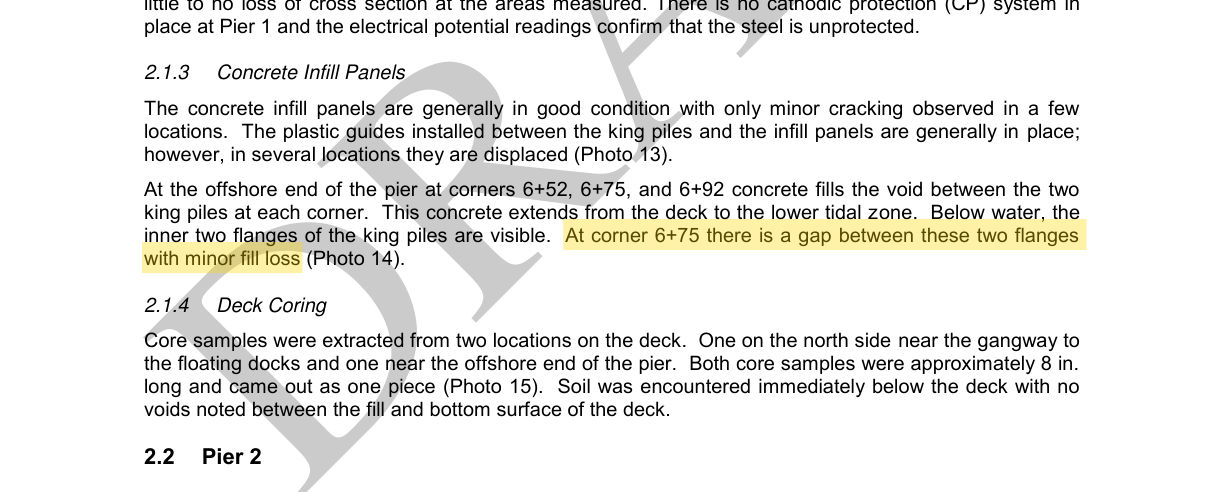 little to no loss of cross section at the areas measured. There is no cathodic protection (CP) system in
place at Pier 1 and the electrical potential readings confirm that the steel is unprotected.
2.1.3 Concrete Infill Panels
The concrete infill panels are generally in good condition with only minor cracking observed in a few
locations. The plastic guides installed between the king piles and the infill panels are generally in place;
however, in several locations they are displaced (Photo 13).
At the offshore end of the pier at corners 6+52, 6+75, and 6+92 concrete fills the void between the two
king piles at each corner. This concrete extends from the deck to the lower tidal zone. Below water, the
inner two flanges of the king piles are visible. At corner 6+75 there is a gap between these two flanges
with minor fill loss (Photo 14).
2.1.4 Deck Coring
Core samples were extracted from two locations on the deck. One on the north side near the gangway to
the floating docks and one near the offshore end of the pier. Both core samples were approximately 8 in.
long and came out as one piece (Photo 15). Soil was encountered immediately below the deck with no
voids noted between the fill and bottom surface of the deck.
2.2 Pier 2
DRA